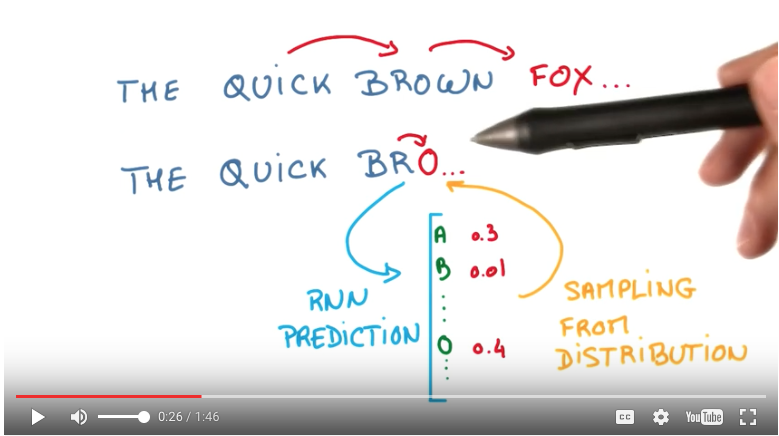 THE QUICK BROWN FOX...
THE QUICK BRO...
A 0.3
B 0.01
O 0.4
RNN
PREDICTION
SAMPLING
FROM
DISTRIBUTION
0:26 / 1:46
CC
YouTube